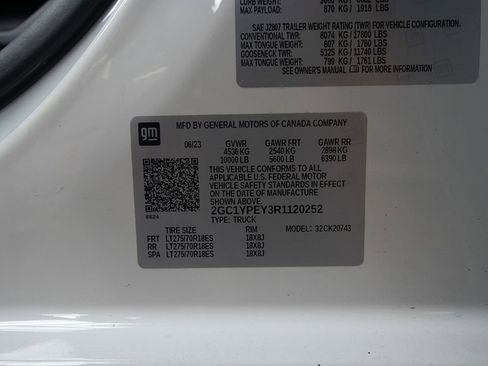 MAX PAYLOAD: 870 KG / 1918 LBS
SAE J2807 TRAILER WEIGHT RATING (TWR) FOR VEHICLE CONFIGURATION.
CONVENTIONAL TWR: 8074 KG / 17800 LBS
MAX TONGUE WEIGHT: 807 KG / 1780 LBS
GOOSENECK TWR: 5325 KG / 11740 LBS
MAX TONGUE WEIGHT: 799 KG / 1761 LBS
SEE OWNER'S MANUAL FOR MORE INFORMATION
gm
MFD BY GENERAL MOTORS OF CANADA COMPANY
06/23 GVWR GAWR FRT GAWR RR
4536 KG 2540 KG 2898 KG
10000 LB 5600 LB 6390 LB
THIS VEHICLE CONFORMS TO ALL
APPLICABLE U.S. FEDERAL MOTOR
VEHICLE SAFETY STANDARDS IN
EFFECT ON THE DATE OF
MANUFACTURE SHOWN ABOVE.
2GC1YPEY3R1120252
TYPE: TRUCK
TIRE SIZE RIM MODEL: 32CK20743
FRT LT275/70R18ES 18X8J
RR LT275/70R18ES 18X8J
SPA LT275/70R18ES 18X8J